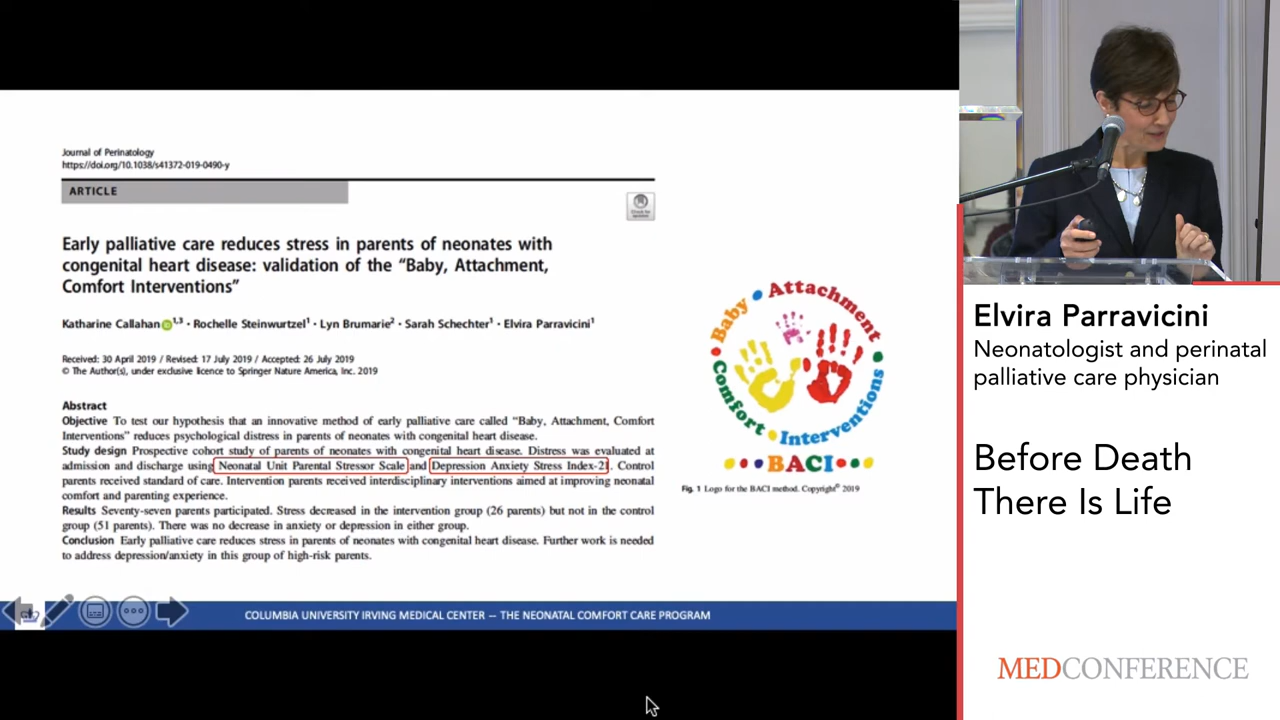 Journal of Perinatology
https://doi.org/10.1038/s41372-019-0490-y
ARTICLE
Check for
updates
Early palliative care reduces stress in parents of neonates with
congenital heart disease: validation of the “Baby, Attachment,
Comfort Interventions”
Katharine Callahan 1,3 · Rochelle Steinwurtzel1 · Lyn Brumarie2 · Sarah Schechter1 · Elvira Parravicini1
Received: 30 April 2019 / Revised: 17 July 2019 / Accepted: 26 July 2019
© The Author(s), under exclusive licence to Springer Nature America, Inc. 2019
Abstract
Objective To test our hypothesis that an innovative method of early palliative care called “Baby, Attachment, Comfort
Interventions” reduces psychological distress in parents of neonates with congenital heart disease.
Study design Prospective cohort study of parents of neonates with congenital heart disease. Distress was evaluated at
admission and discharge using Neonatal Unit Parental Stressor Scale and Depression Anxiety Stress Index-21. Control
parents received standard of care. Intervention parents received interdisciplinary interventions aimed at improving neonatal
comfort and parenting experience.
Results Seventy-seven parents participated. Stress decreased in the intervention group (26 parents) but not in the control
group (51 parents). There was no decrease in anxiety or depression in either group.
Conclusion Early palliative care reduces stress in parents of neonates with congenital heart disease. Further work is needed
to address depression/anxiety in this group of high-risk parents.
Baby Attachment
Comfort Interventions
BACI
Fig. 1 Logo for the BACI method. Copyright© 2019
COLUMBIA UNIVERSITY IRVING MEDICAL CENTER -- THE NEONATAL COMFORT CARE PROGRAM
Elvira Parravicini
Neonatologist and perinatal
palliative care physician
Before Death
There Is Life
MEDCONFERENCE